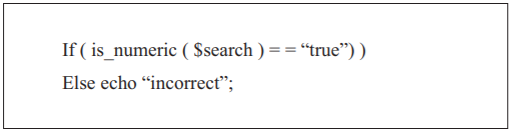 If ( is_numeric ( $search ) = = “true”) )
Else echo “incorrect”;